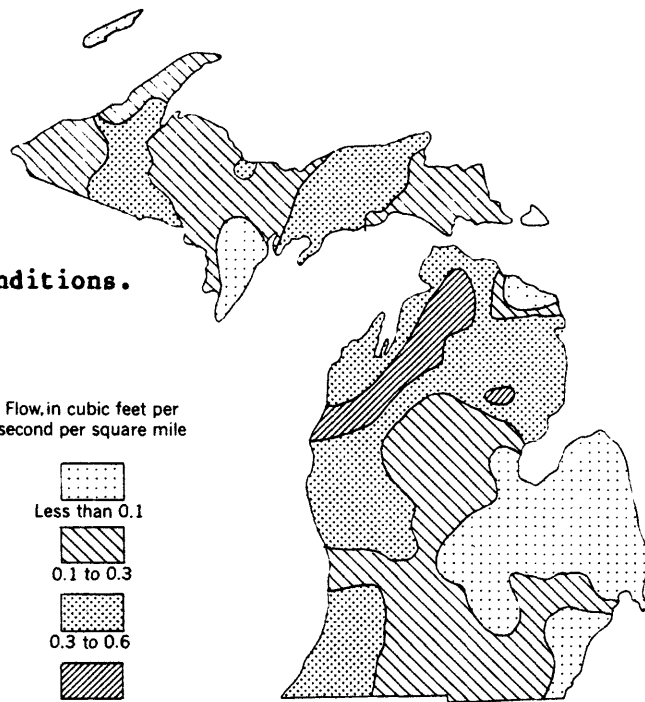 nditions.
Flow, in cubic feet per
second per square mile
Less than 0.1
0.1 to 0.3
0.3 to 0.6